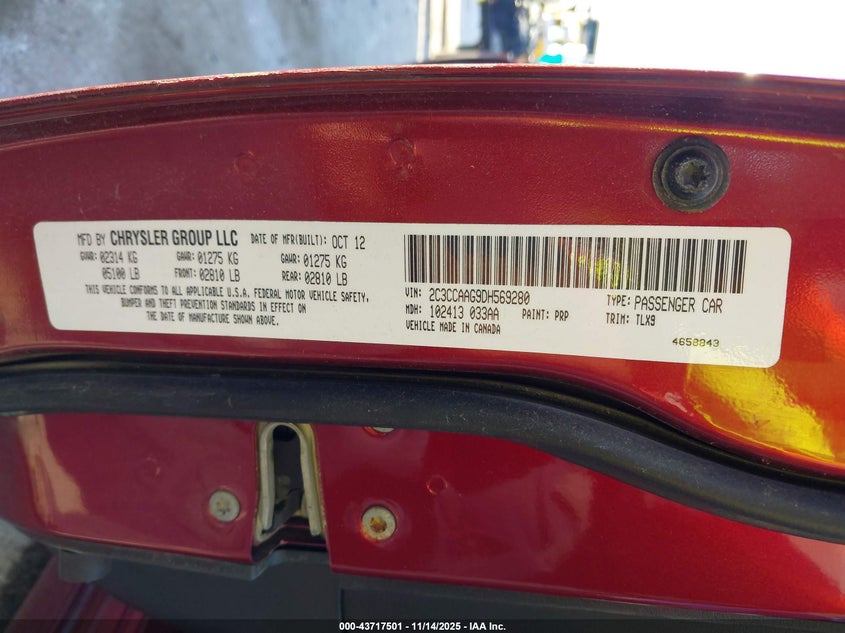 MFD BY CHRYSLER GROUP LLC DATE OF MFR(BUILT): OCT 12
GVWR: 02314 KG GAWR: 01275 KG GAWR: 01275 KG
05100 LB FRONT: 02810 LB REAR: 02810 LB
THIS VEHICLE CONFORMS TO ALL APPLICABLE U.S.A. FEDERAL MOTOR VEHICLE SAFETY,
BUMPER AND THEFT PREVENTION STANDARDS IN EFFECT ON
THE DATE OF MANUFACTURE SHOWN ABOVE.
VIN: 2C3CCAAG9DH569280 TYPE: PASSENGER CAR
MDH: 102413 033AA PAINT: PRP TRIM: TLX9
VEHICLE MADE IN CANADA
4658843
000-43717501 - 11/14/2025 - IAA Inc.